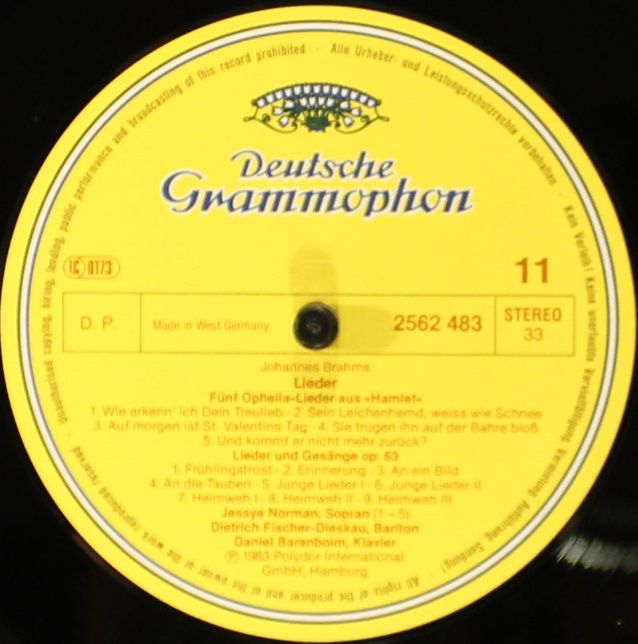 Unauthorised copying, hiring, lending, public performance and broadcasting of this record prohibited · Alle Urheber- und Leistungsschutzrechte vorbehalten · Kein Verleih! Keine unerlaubte Vervielfältigung, Vermietung, Aufführung, Sendung! · All rights of the producer and of the owner of the work reproduced reserved ·
Deutsche
Grammophon
LC 0173
11
D. P.
Made in West Germany
2562 483
STEREO
33
Johannes Brahms
Lieder
Fünf Ophelia-Lieder aus »Hamlet«
1. Wie erkenn' ich Dein Treulieb · 2. Sein Leichenhemd, weiss wie Schnee
3. Auf morgen ist St. Valentins Tag · 4. Sie trugen ihn auf der Bahre bloß
5. Und kommt er nicht mehr zurück?
Lieder und Gesänge op. 63
1. Frühlingstrost · 2. Erinnerung · 3. An ein Bild
4. An die Tauben · 5. Junge Lieder I · 6. Junge Lieder II
7. Heimweh I · 8. Heimweh II · 9. Heimweh III
Jessye Norman, Sopran (1 - 5)
Dietrich Fischer-Dieskau, Bariton
Daniel Barenboim, Klavier
℗ 1983 Polydor International
GmbH, Hamburg